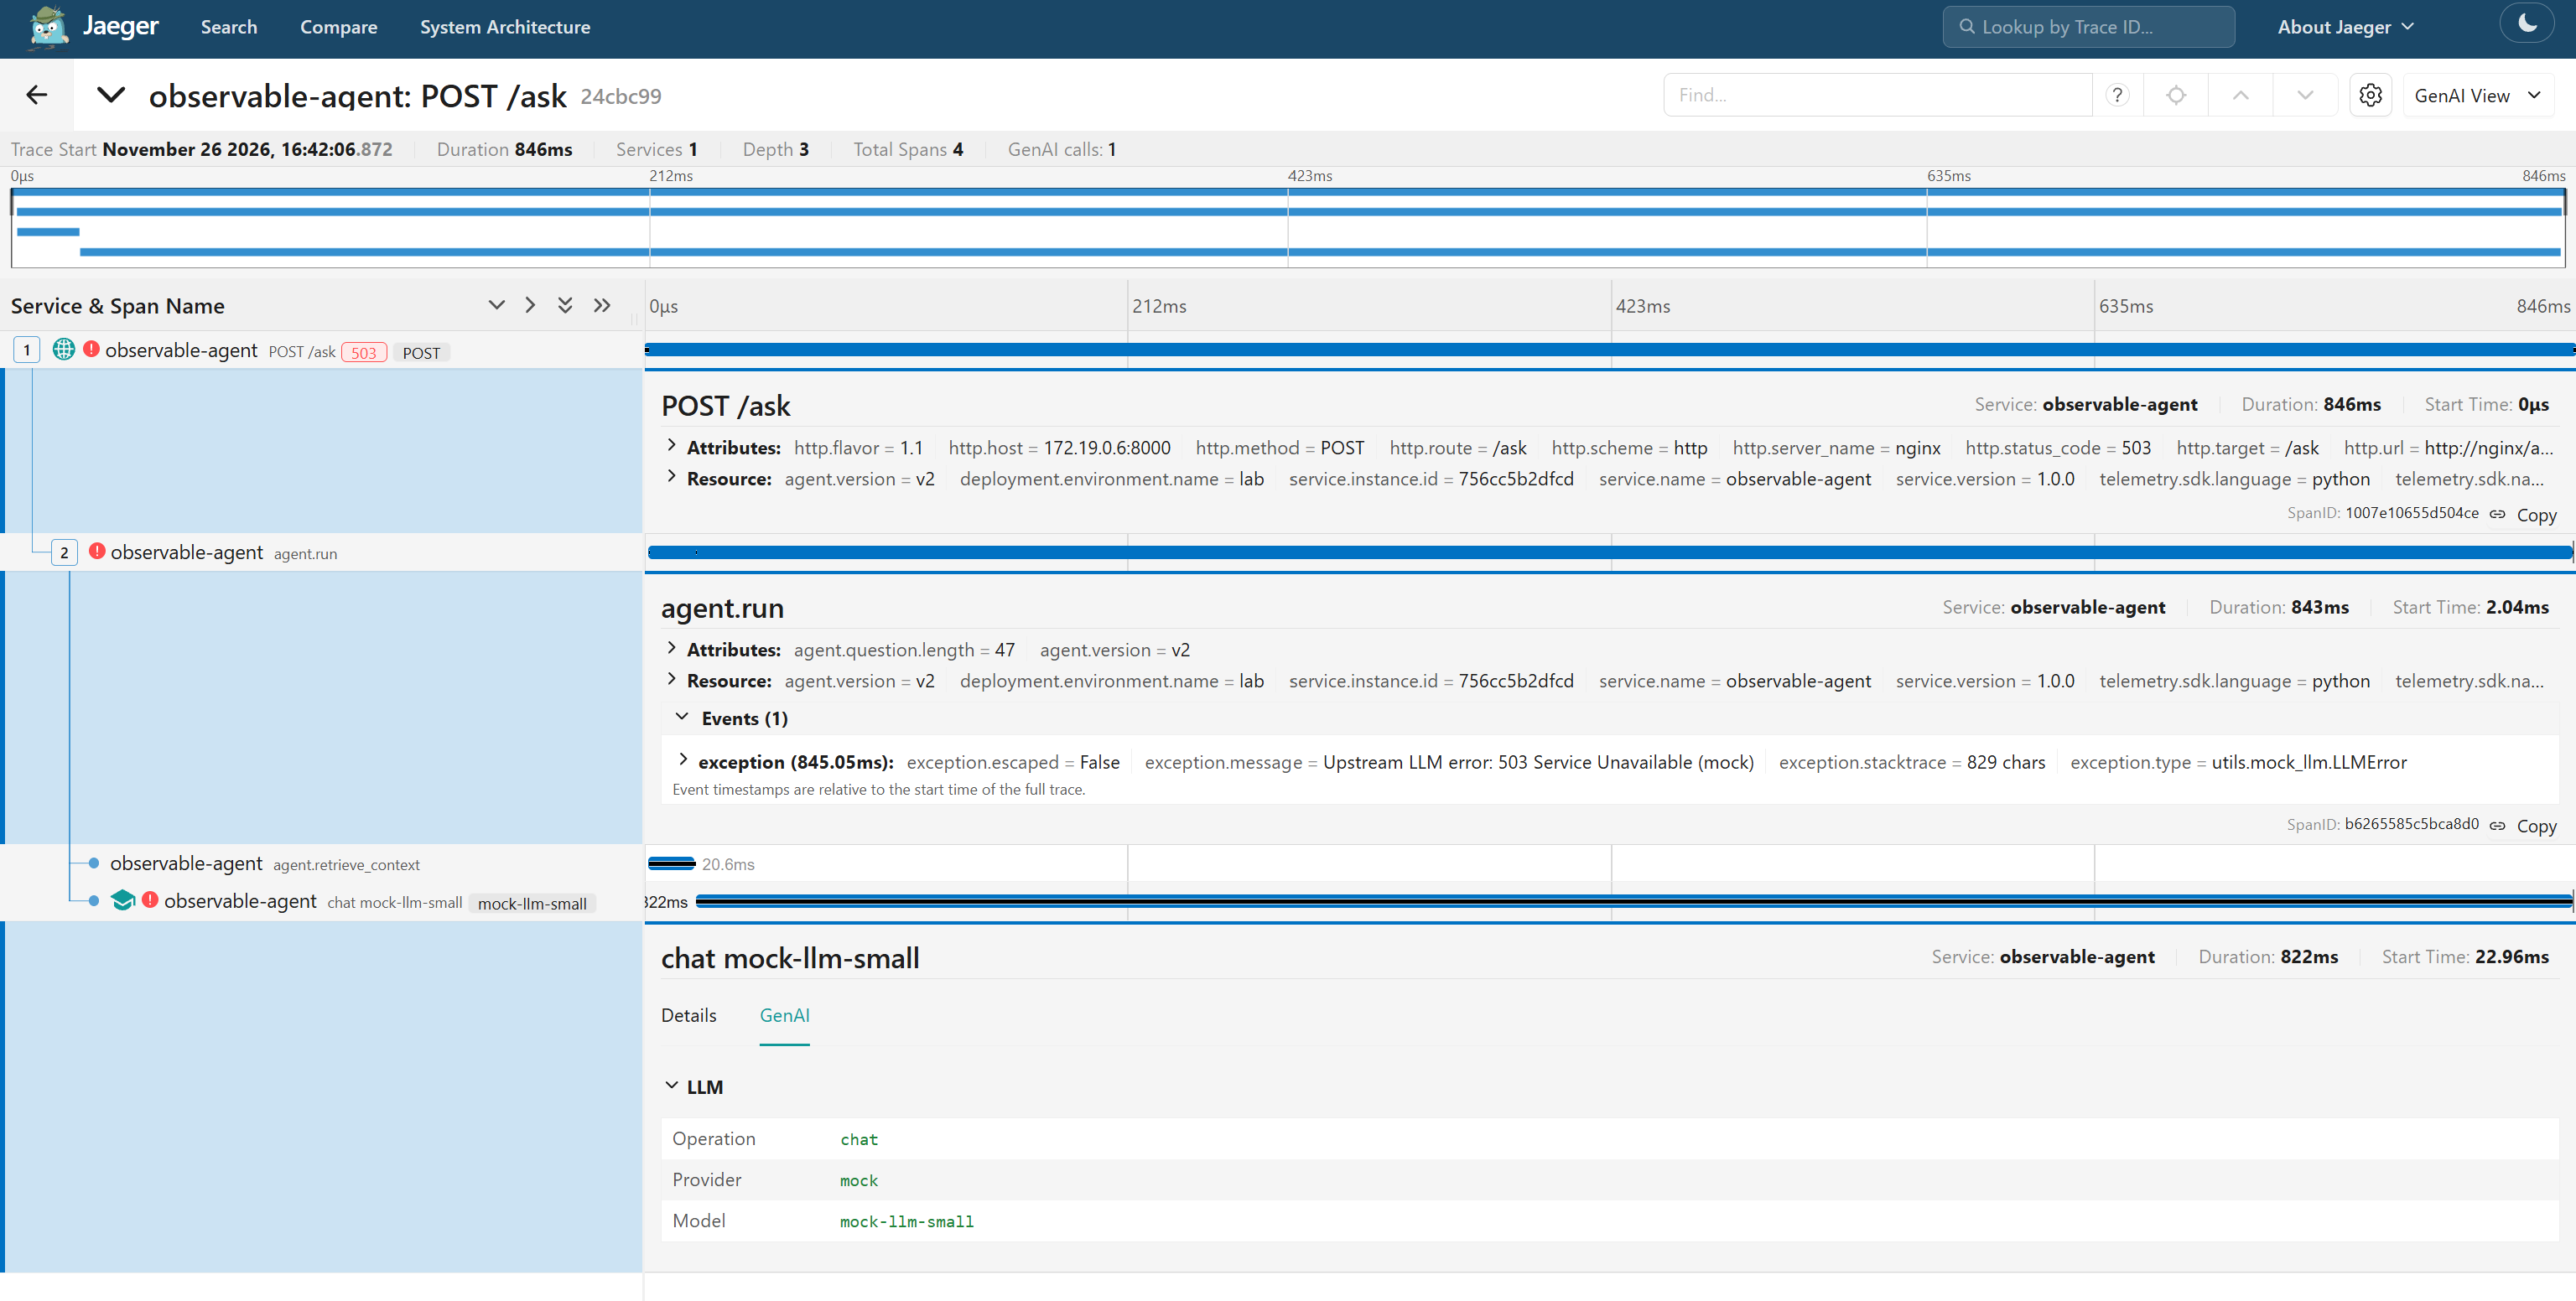 Jaeger Search Compare System Architecture Lookup by Trace ID... About Jaeger
observable-agent: POST /ask 24cbc99 Find... ? GenAI View
Trace Start November 26 2026, 16:42:06.872 Duration 846ms Services 1 Depth 3 Total Spans 4 GenAI calls: 1
0μs 212ms 423ms 635ms 846ms
Service & Span Name 0μs 212ms 423ms 635ms 846ms
1 observable-agent POST /ask 503 POST
POST /ask Service: observable-agent Duration: 846ms Start Time: 0μs
Attributes: http.flavor = 1.1 http.host = 172.19.0.6:8000 http.method = POST http.route = /ask http.scheme = http http.server_name = nginx http.status_code = 503 http.target = /ask http.url = http://nginx/a...
Resource: agent.version = v2 deployment.environment.name = lab service.instance.id = 756cc5b2dfcd service.name = observable-agent service.version = 1.0.0 telemetry.sdk.language = python telemetry.sdk.na...
SpanID: 1007e10655d504ce Copy
2 observable-agent agent.run
agent.run Service: observable-agent Duration: 843ms Start Time: 2.04ms
Attributes: agent.question.length = 47 agent.version = v2
Resource: agent.version = v2 deployment.environment.name = lab service.instance.id = 756cc5b2dfcd service.name = observable-agent service.version = 1.0.0 telemetry.sdk.language = python telemetry.sdk.na...
Events (1)
exception (845.05ms): exception.escaped = False exception.message = Upstream LLM error: 503 Service Unavailable (mock) exception.stacktrace = 829 chars exception.type = utils.mock_llm.LLMError
Event timestamps are relative to the start time of the full trace.
SpanID: b6265585c5bca8d0 Copy
observable-agent agent.retrieve_context 20.6ms
observable-agent chat mock-llm-small mock-llm-small 822ms
chat mock-llm-small Service: observable-agent Duration: 822ms Start Time: 22.96ms
Details GenAI
LLM
Operation chat
Provider mock
Model mock-llm-small